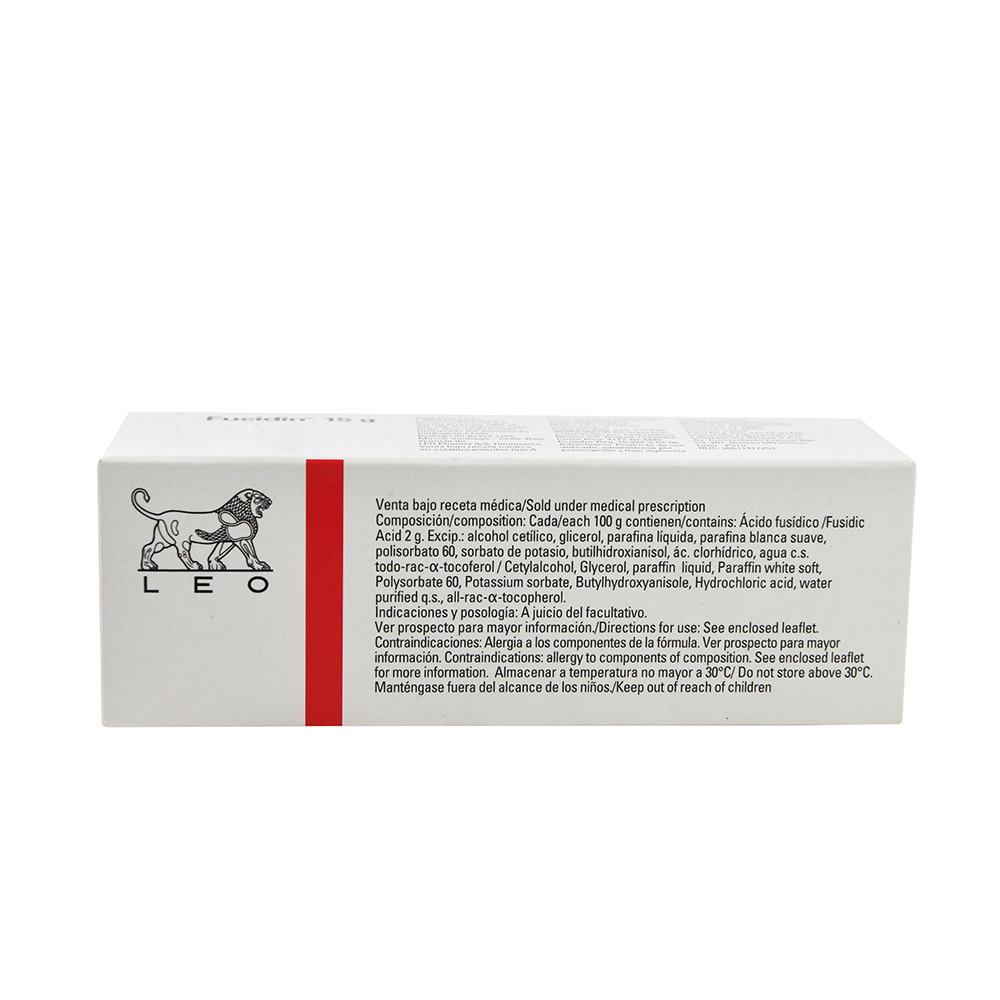 Fucidin® 15 g
LEO
Venta bajo receta médica/Sold under medical prescription
Composición/composition: Cada/each 100 g contienen/contains: Ácido fusídico /Fusidic
Acid 2 g. Excip.: alcohol cetílico, glicerol, parafina líquida, parafina blanca suave,
polisorbato 60, sorbato de potasio, butilhidroxianisol, ác. clorhídrico, agua c.s.
todo-rac-α-tocoferol / Cetylalcohol, Glycerol, paraffin liquid, Paraffin white soft,
Polysorbate 60, Potassium sorbate, Butylhydroxyanisole, Hydrochloric acid, water
purified q.s., all-rac-α-tocopherol.
Indicaciones y posología: A juicio del facultativo.
Ver prospecto para mayor información./Directions for use: See enclosed leaflet.
Contraindicaciones: Alergia a los componentes de la fórmula. Ver prospecto para mayor
información. Contraindications: allergy to components of composition. See enclosed leaflet
for more information. Almacenar a temperatura no mayor a 30°C/ Do not store above 30°C.
Manténgase fuera del alcance de los niños./Keep out of reach of children